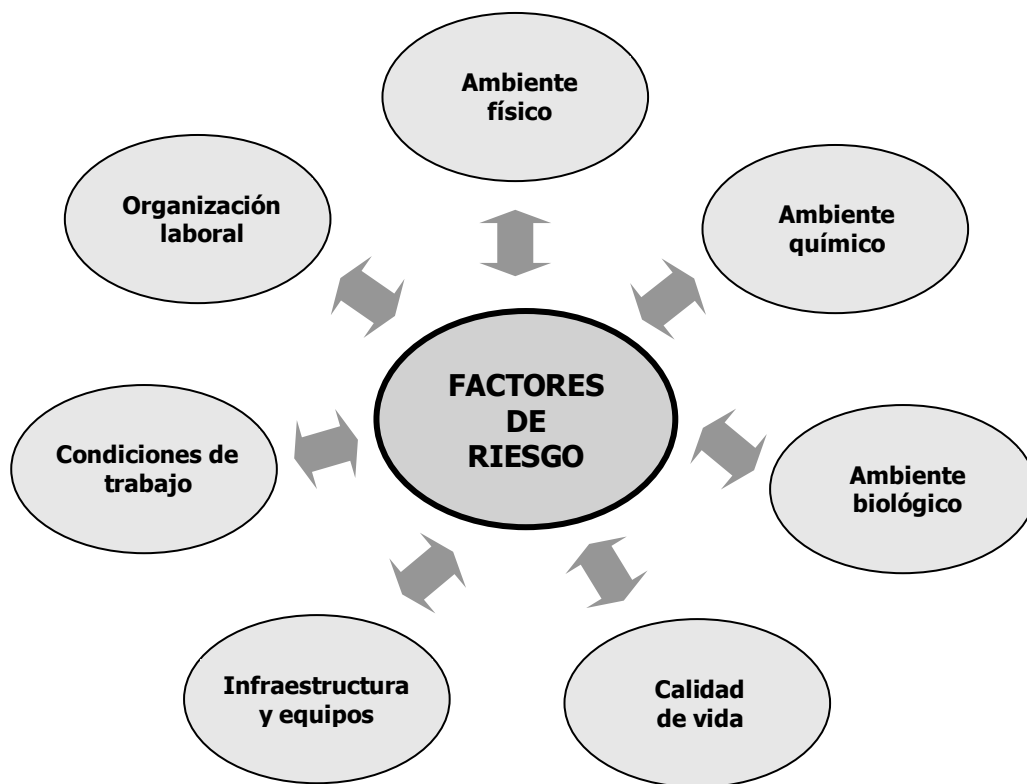 Ambiente
físico
Organización
laboral
Ambiente
químico
FACTORES
DE
RIESGO
Condiciones de
trabajo
Ambiente
biológico
Infraestructura
y equipos
Calidad
de vida